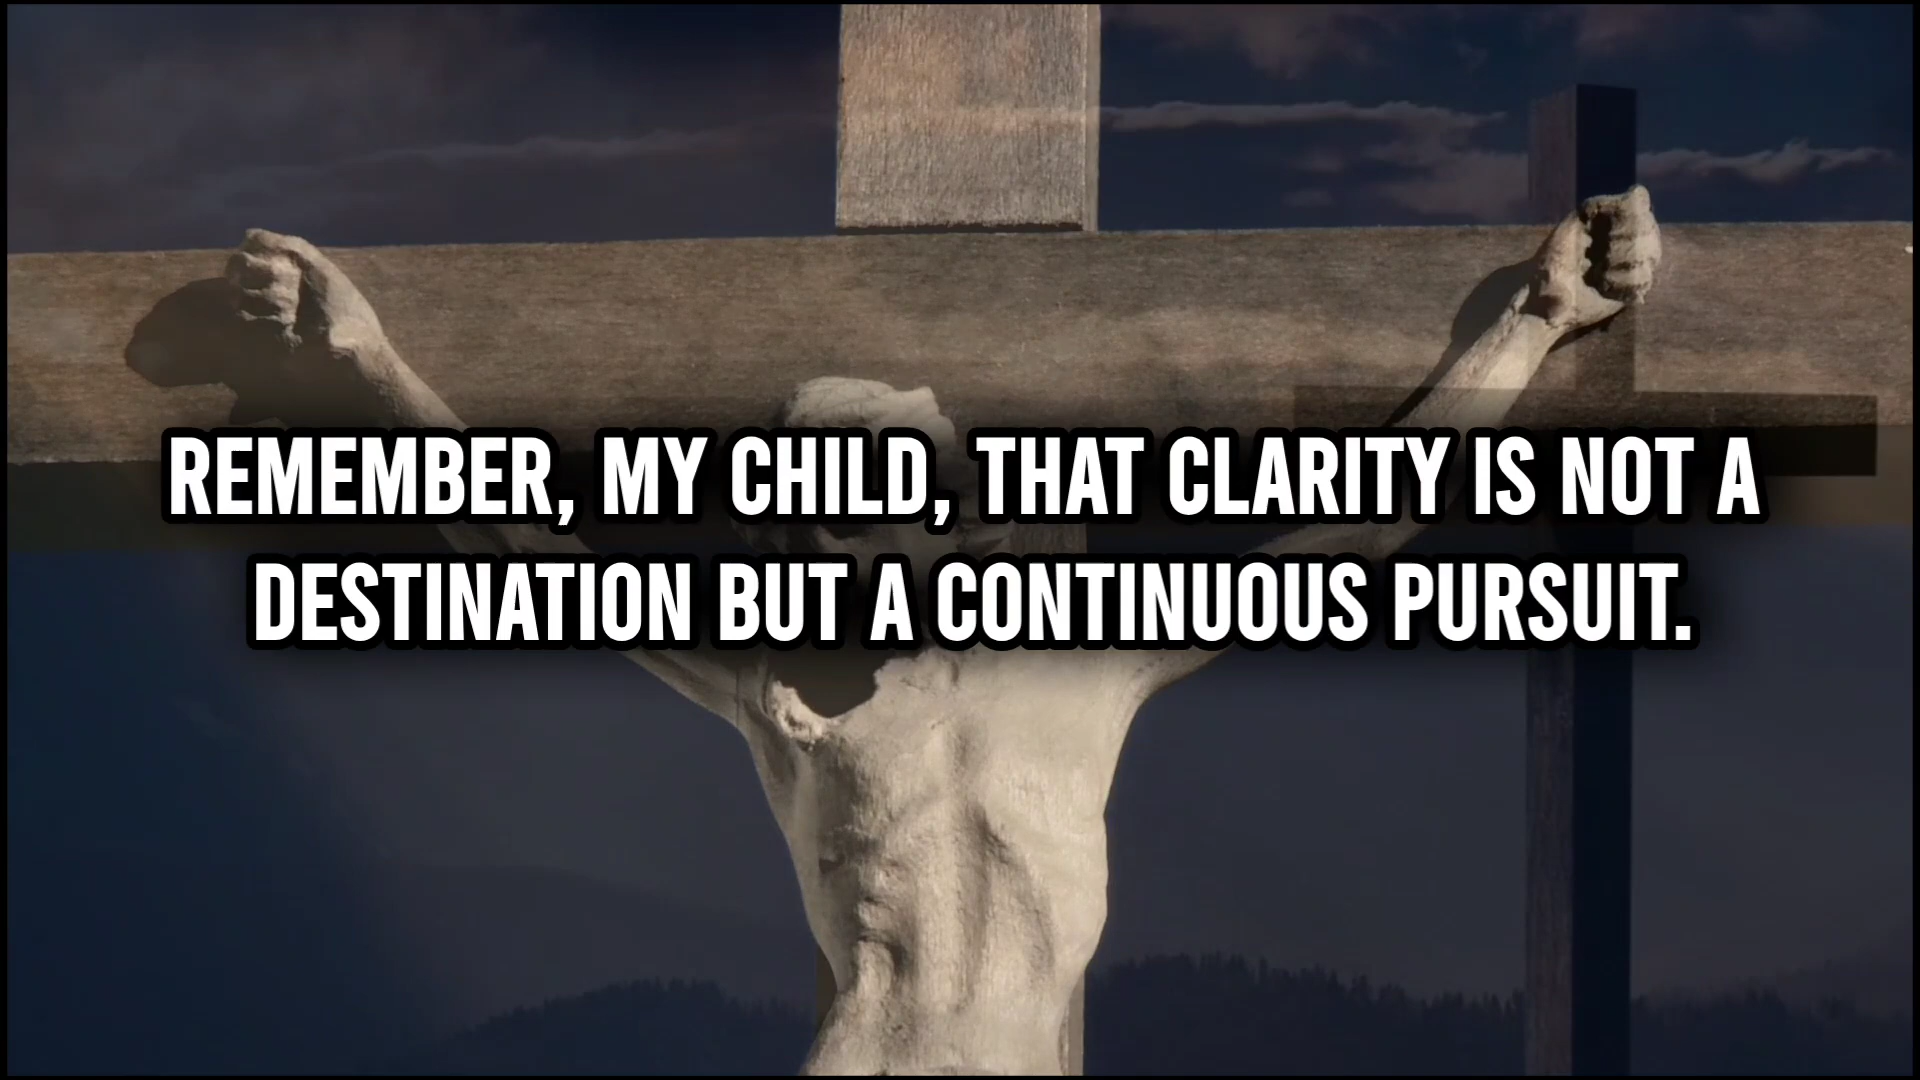 REMEMBER, MY CHILD, THAT CLARITY IS NOT A
DESTINATION BUT A CONTINUOUS PURSUIT.